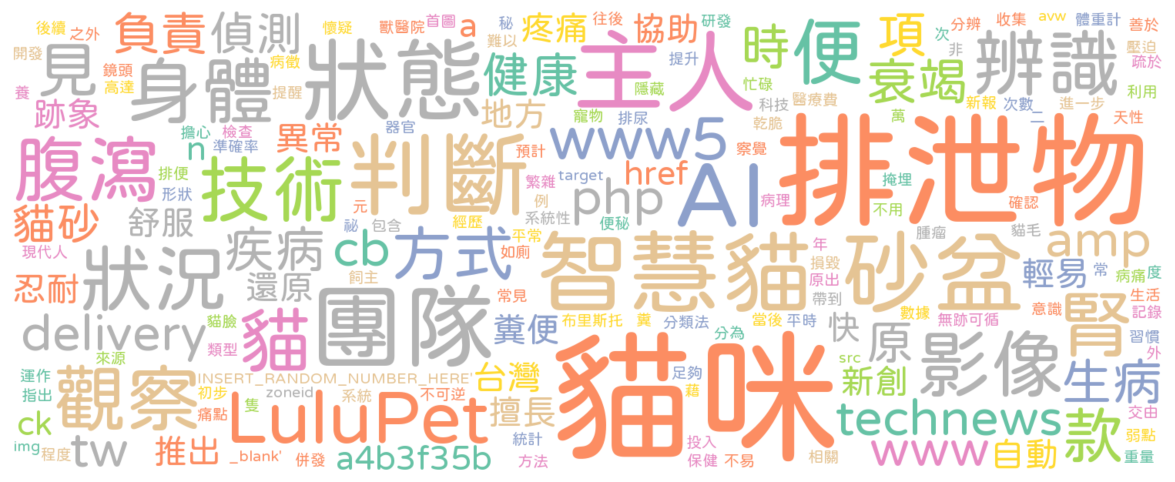 後續 之外 負責 偵測 懷疑 獸醫院 首圖 a 疼痛 往後 協助 研發 時 便 項 次 分辨 收集 avw 體重計 善於
開發 見 鏡頭 高達 身體 病徵 提醒 狀態 秘 難以 健康 主人 提升 隱藏 忙碌 科技 衰竭 非 辨識 壓迫 疏於
養 跡象 擔心 檢查 準確率 異常 器官 地方 寵物 排尿 乾脆 醫療費 萬 新報 次數 二 進一步 利用 天性
腹瀉 n 排便 形狀 技術 判斷 預計 繁雜 例 www5 target href 察覺 排泄物 掩埋
貓砂 舒服 元 祕 包含 經歷 平常 系統性 php 便秘 AI 病理 不用 確認 貓毛
現代人 疾病 cb 方式 如廁 智慧貓 年 損毀 原出 帶到 腫瘤 砂盆 amp 輕易 常 病痛 度
忍耐 狀況 還原 飼主 團隊 常見 數據 無跡可循 意識 腎 生活 記錄
delivery 貓臉 類型 貓 糞便 布里斯托 糞 分類法 分為 當後 平時 快 原 影像 習慣 外
來源 運作 指出 觀察 INSERT_RANDOM_NUMBER_HERE' 初步 zoneid 系統 不可逆 台灣 貓咪 足夠 藉 src 新創 生病
ck 痛點 隻 LuluPet 擅長 technews 款 交由
img 程度 tw 推出 _blank' 併發 a4b3f35b 統計 方法 投入 保健 不易 相關 www 自動 弱點 重量